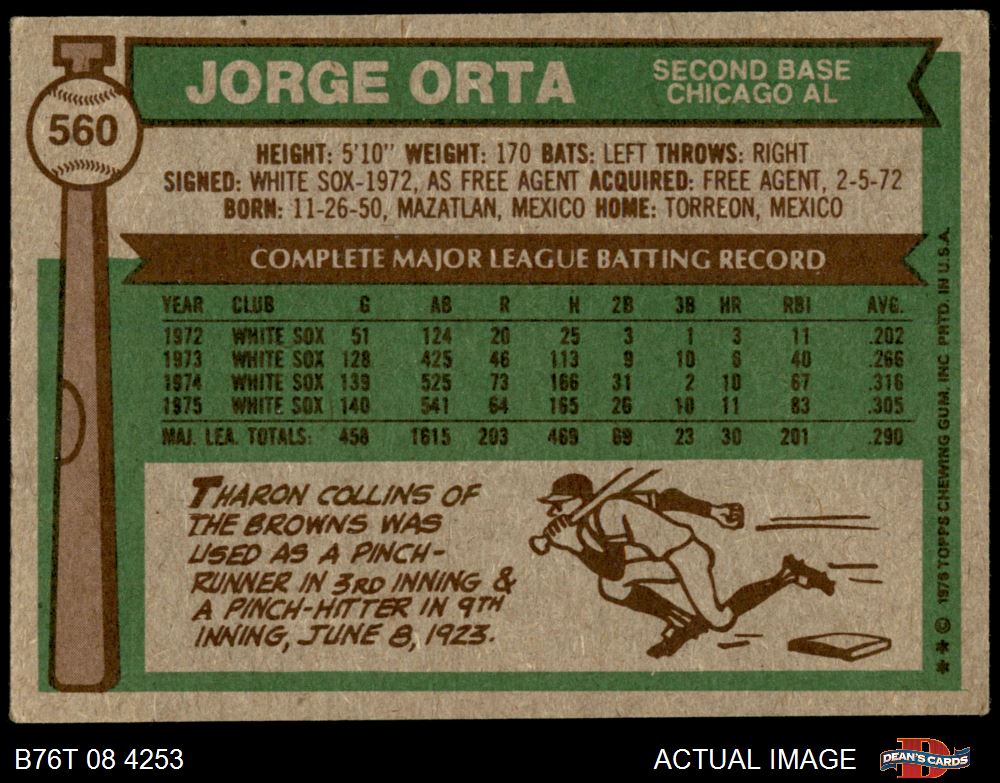 JORGE ORTA
SECOND BASE
CHICAGO AL
560
HEIGHT: 5'10" WEIGHT: 170 BATS: LEFT THROWS: RIGHT
SIGNED: WHITE SOX-1972, AS FREE AGENT ACQUIRED: FREE AGENT, 2-5-72
BORN: 11-26-50, MAZATLAN, MEXICO HOME: TORREON, MEXICO
COMPLETE MAJOR LEAGUE BATTING RECORD
YEAR CLUB G AB R H 2B 3B HR RBI AVG.
1972 WHITE SOX 51 124 20 25 3 1 3 11 .202
1973 WHITE SOX 128 425 46 113 9 10 6 40 .266
1974 WHITE SOX 139 525 73 166 31 2 10 67 .316
1975 WHITE SOX 140 541 64 165 26 10 11 83 .305
MAJ. LEA. TOTALS: 458 1615 203 469 69 23 30 201 .290
THARON COLLINS OF
THE BROWNS WAS
USED AS A PINCH-
RUNNER IN 3RD INNING &
A PINCH-HITTER IN 9TH
INNING, JUNE 8, 1923.
** © 1976 TOPPS CHEWING GUM, INC. PRTD. IN U.S.A.
B76T 08 4253
ACTUAL IMAGE
DEAN'S CARDS